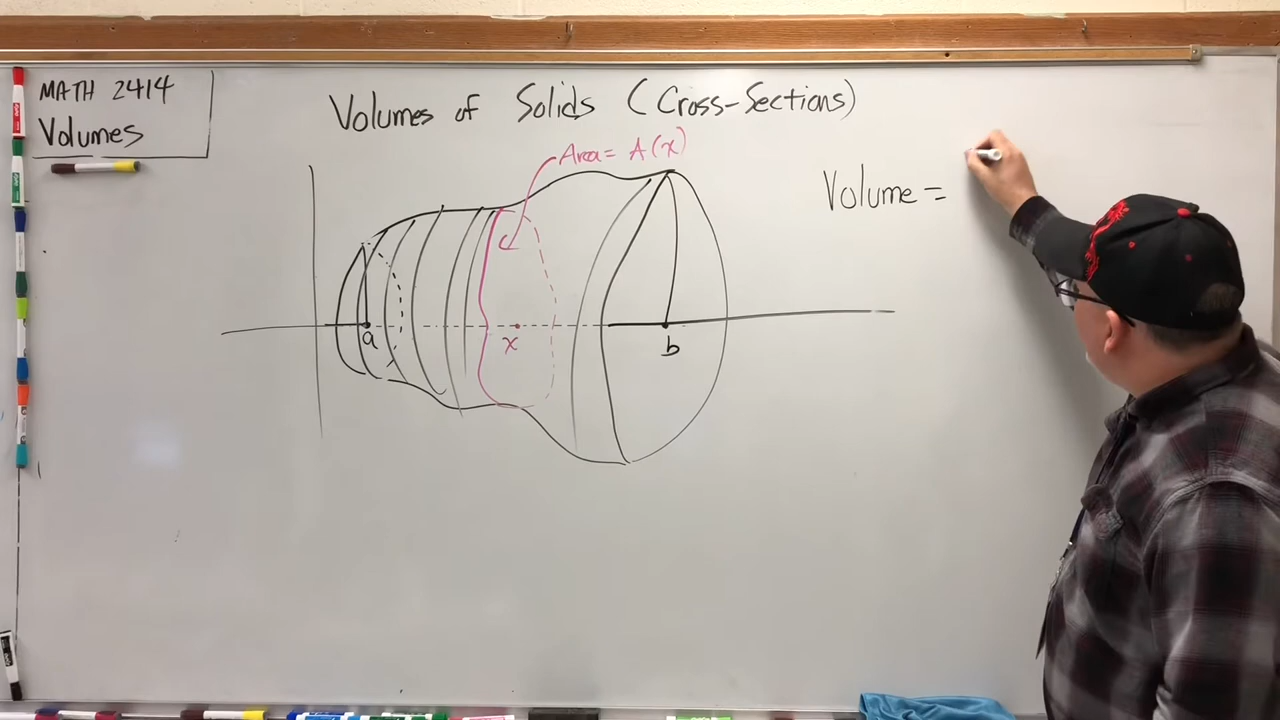 MATH 2414
Volumes
Volumes of Solids (Cross-Sections)
Area = A(x)
Volume =
a
x
b